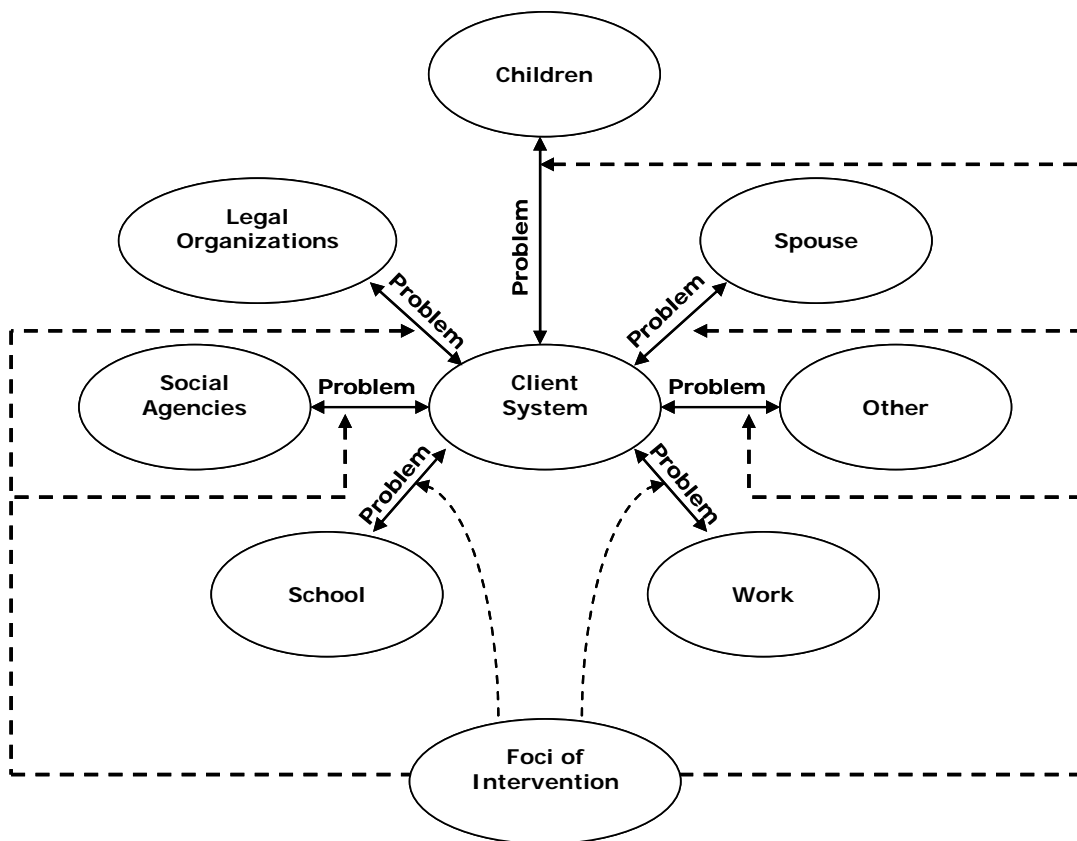 Children
Legal
Organizations
Problem
Spouse
Problem
Problem
Social
Agencies
Problem
Client
System
Problem
Other
Problem
Problem
School
Work
Foci of
Intervention